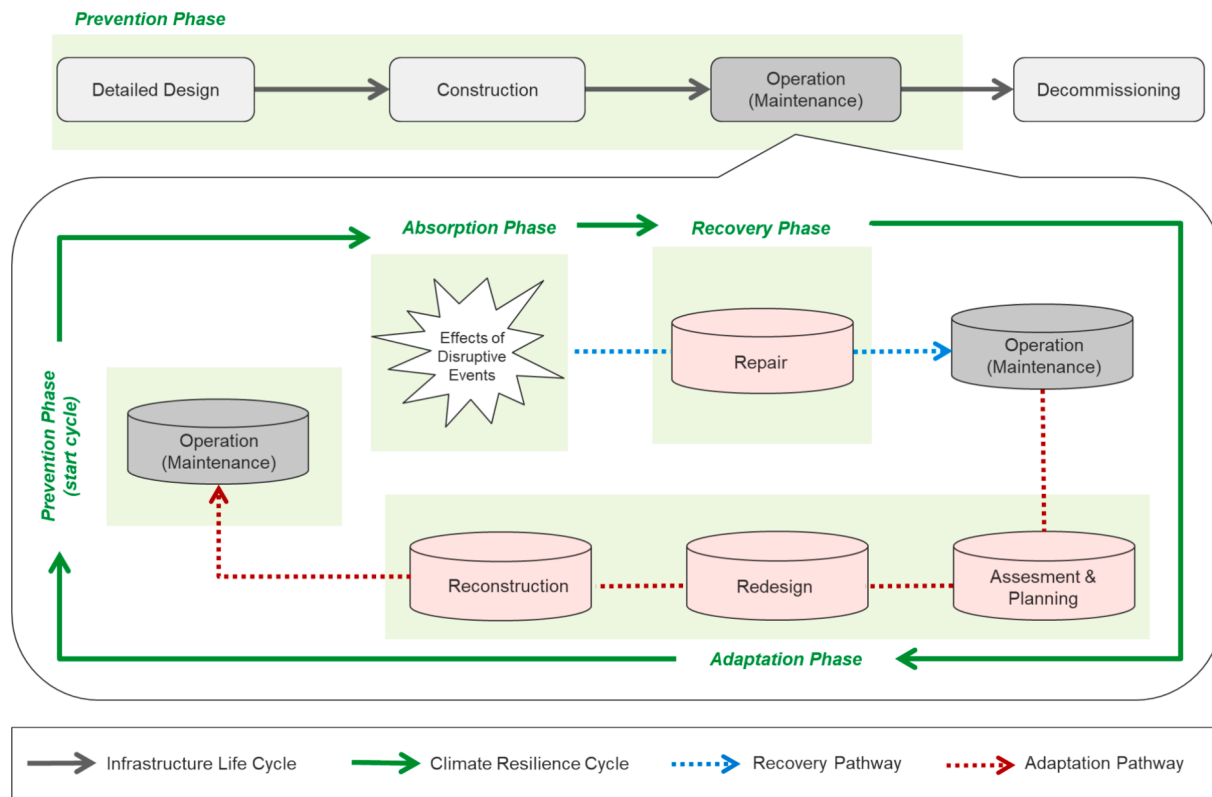 Prevention Phase
Detailed Design
Construction
Operation
(Maintenance)
Decommissioning
Absorption Phase
Recovery Phase
Effects of
Disruptive
Events
Repair
Operation
(Maintenance)
Prevention Phase
(start cycle)
Operation
(Maintenance)
Reconstruction
Redesign
Assesment &
Planning
Adaptation Phase
Infrastructure Life Cycle
Climate Resilience Cycle
Recovery Pathway
Adaptation Pathway